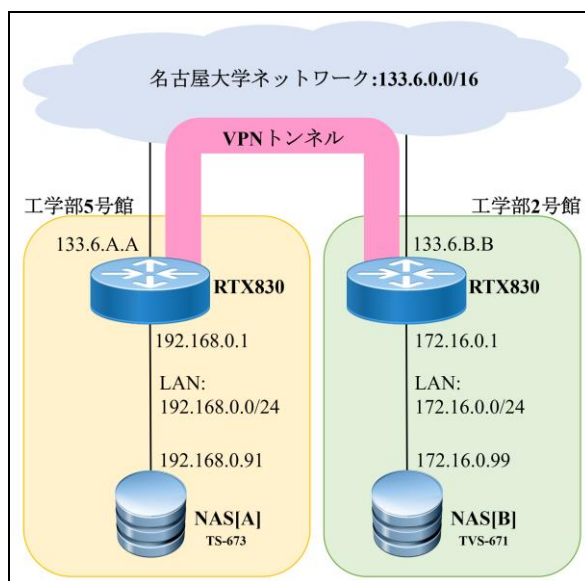 名古屋大学ネットワーク:133.6.0.0/16
VPNトンネル
工学部5号館
133.6.A.A
RTX830
192.168.0.1
LAN:
192.168.0.0/24
192.168.0.91
NAS[A]
TS-673
工学部2号館
133.6.B.B
RTX830
172.16.0.1
LAN:
172.16.0.0/24
172.16.0.99
NAS[B]
TVS-671